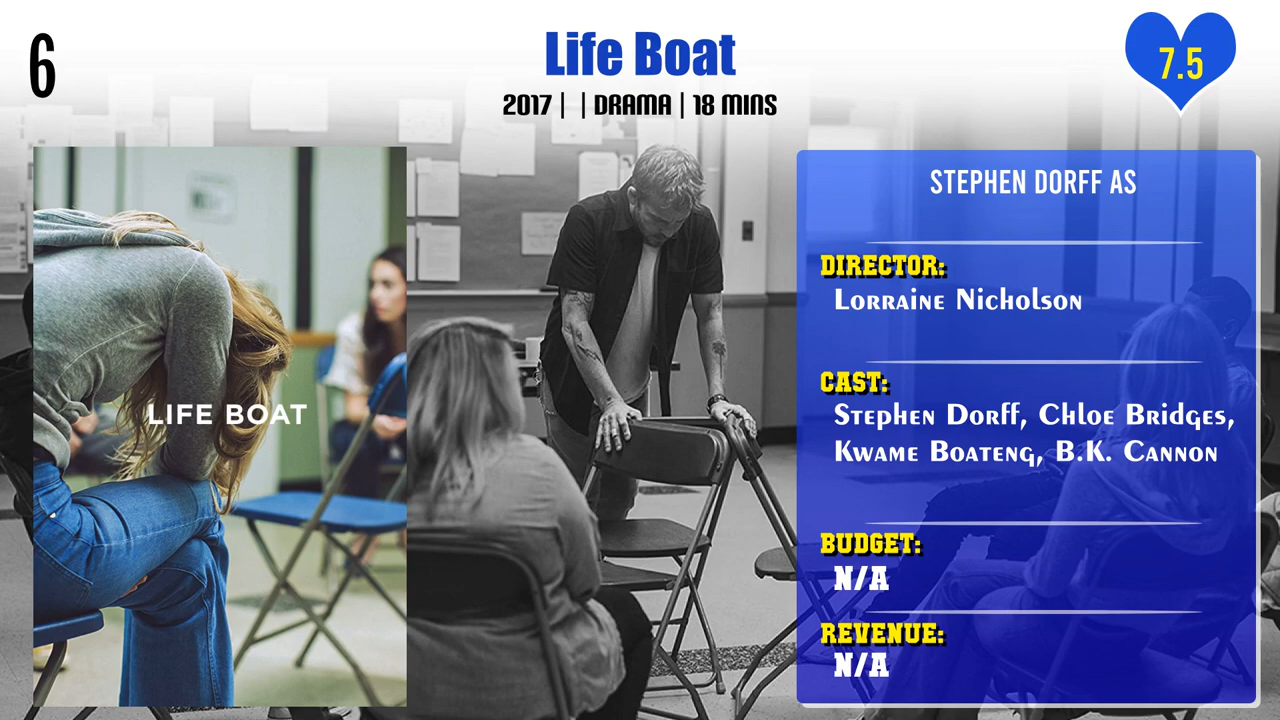 6
Life Boat
7.5
2017 | | DRAMA | 18 MINS
LIFE BOAT
STEPHEN DORFF AS
DIRECTOR:
Lorraine Nicholson
CAST:
Stephen Dorff, Chloe Bridges,
Kwame Boateng, B.K. Cannon
BUDGET:
N/A
REVENUE:
N/A